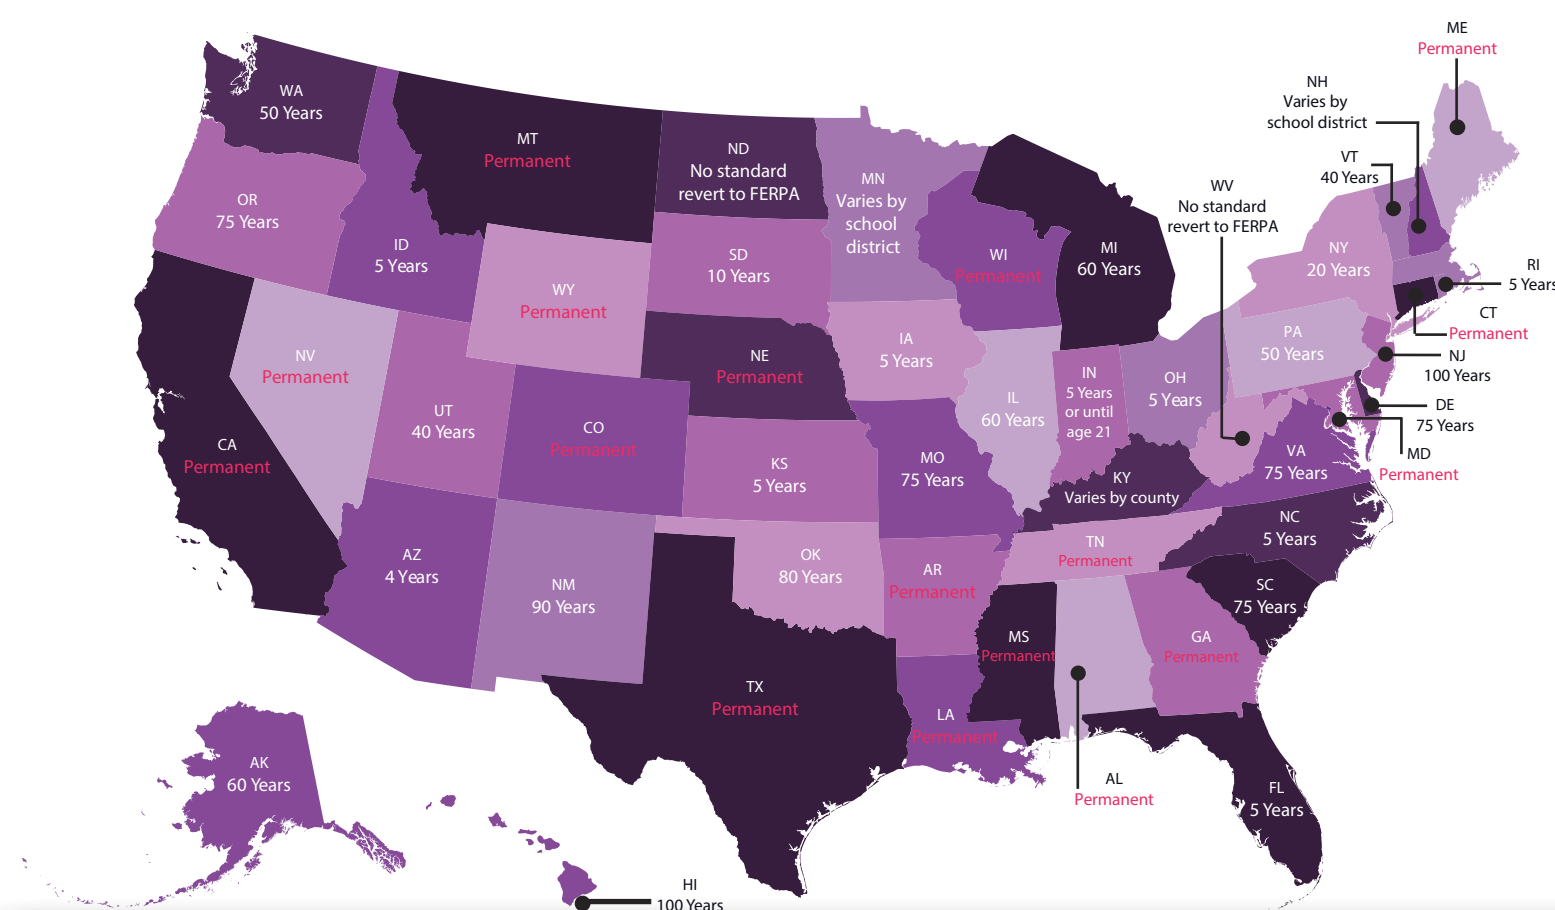 ME
Permanent
NH
Varies by
school district
VT
40 Years
WV
No standard
revert to FERPA
WA
50 Years
MT
Permanent
ND
No standard
revert to FERPA
MN
Varies by
school
district
OR
75 Years
ID
5 Years
SD
10 Years
WI
Permanent
MI
60 Years
NY
20 Years
RI
5 Years
WY
Permanent
CT
Permanent
NV
Permanent
NE
Permanent
IA
5 Years
PA
50 Years
NJ
100 Years
IL
60 Years
IN
5 Years
or until
age 21
OH
5 Years
DE
75 Years
UT
40 Years
CO
Permanent
CA
Permanent
KS
5 Years
MO
75 Years
KY
Varies by county
VA
75 Years
MD
Permanent
NC
5 Years
AZ
4 Years
NM
90 Years
OK
80 Years
AR
Permanent
TN
Permanent
SC
75 Years
MS
Permanent
GA
Permanent
TX
Permanent
LA
Permanent
AL
Permanent
AK
60 Years
FL
5 Years
HI
100 Years